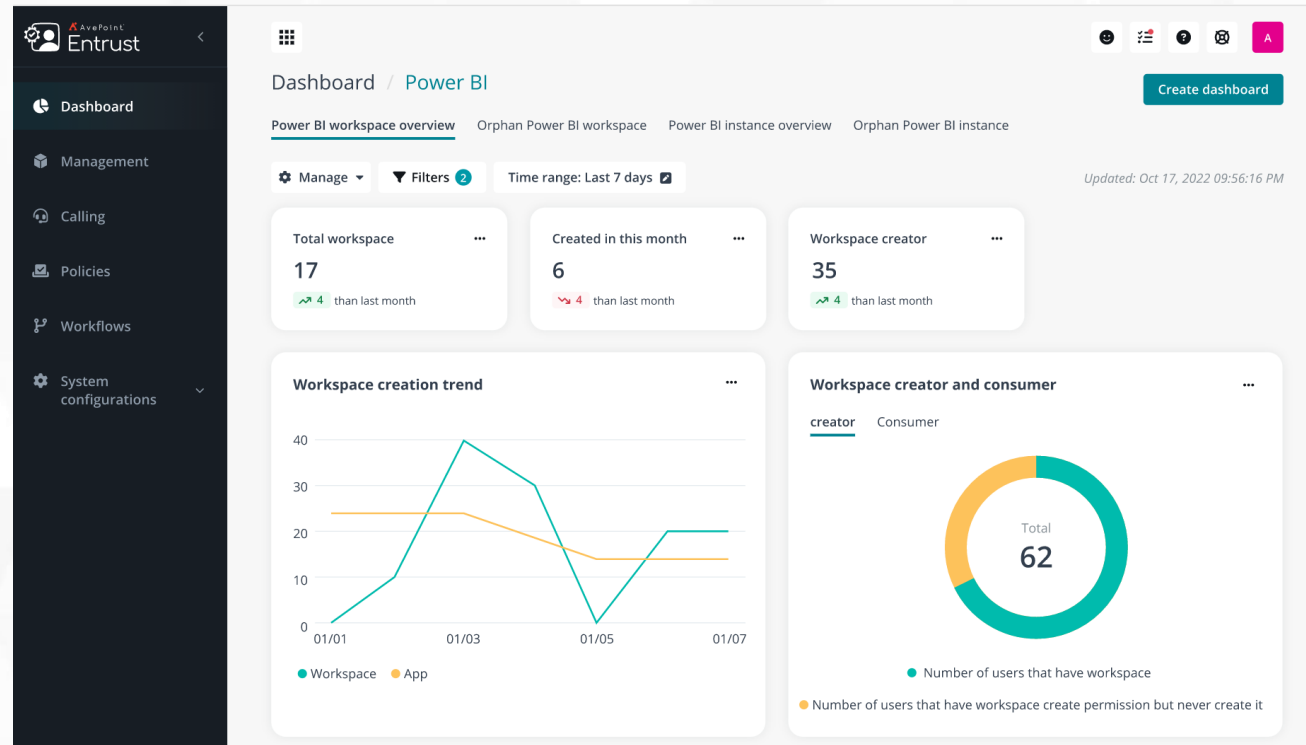 AvePoint
Entrust
A
Dashboard / Power BI
Create dashboard
Dashboard
Management
Calling
Policies
Workflows
System
configurations
Power BI workspace overview Orphan Power BI workspace Power BI instance overview Orphan Power BI instance
Manage Filters 2 Time range: Last 7 days
Updated: Oct 17, 2022 09:56:16 PM
Total workspace ...
17
4 than last month
Created in this month ...
6
4 than last month
Workspace creator ...
35
4 than last month
Workspace creation trend ...
40
30
20
10
0
01/01 01/03 01/05 01/07
Workspace App
Workspace creator and consumer ...
creator Consumer
Total
62
Number of users that have workspace
Number of users that have workspace create permission but never create it